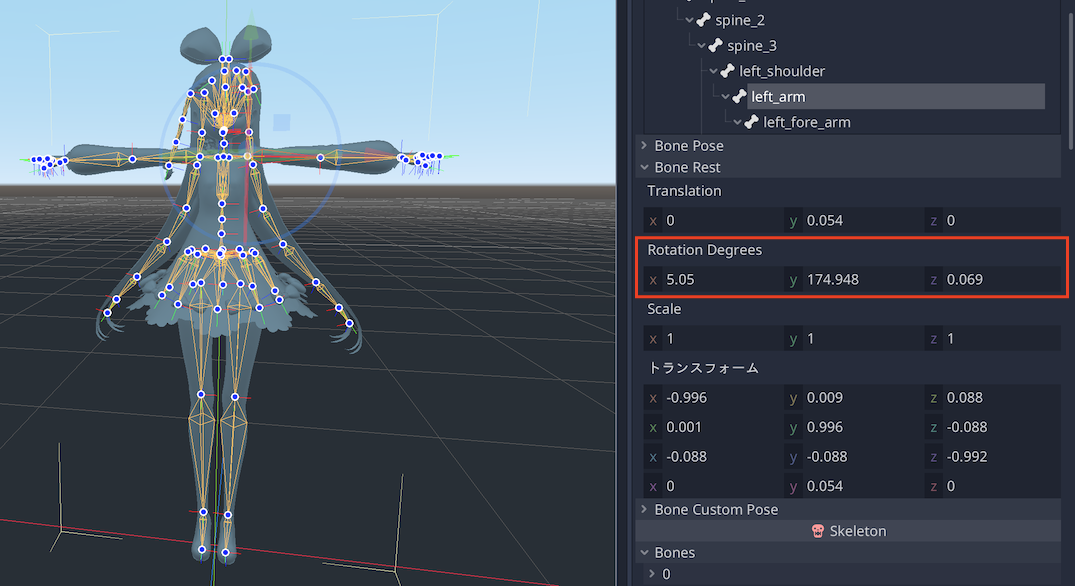 spine_2
spine_3
left_shoulder
left_arm
left_fore_arm
Bone Pose
Bone Rest
Translation
x 0 y 0.054 z 0
Rotation Degrees
x 5.05 y 174.948 z 0.069
Scale
x 1 y 1 z 1
トランスフォーム
x -0.996 y 0.009 z 0.088
x 0.001 y 0.996 z -0.088
x -0.088 y -0.088 z -0.992
x 0 y 0.054 z 0
Bone Custom Pose
Skeleton
Bones
0